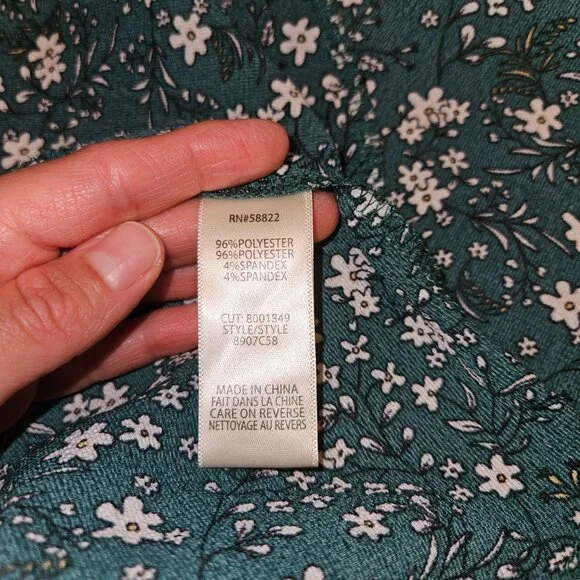 RN#58822
96%POLYESTER
96%POLYESTER
4%SPANDEX
4%SPANDEX
CUT: 8001849
STYLE/STYLE
8907C58
MADE IN CHINA
FAIT DANS LA CHINE
CARE ON REVERSE
NETTOYAGE AU REVERS